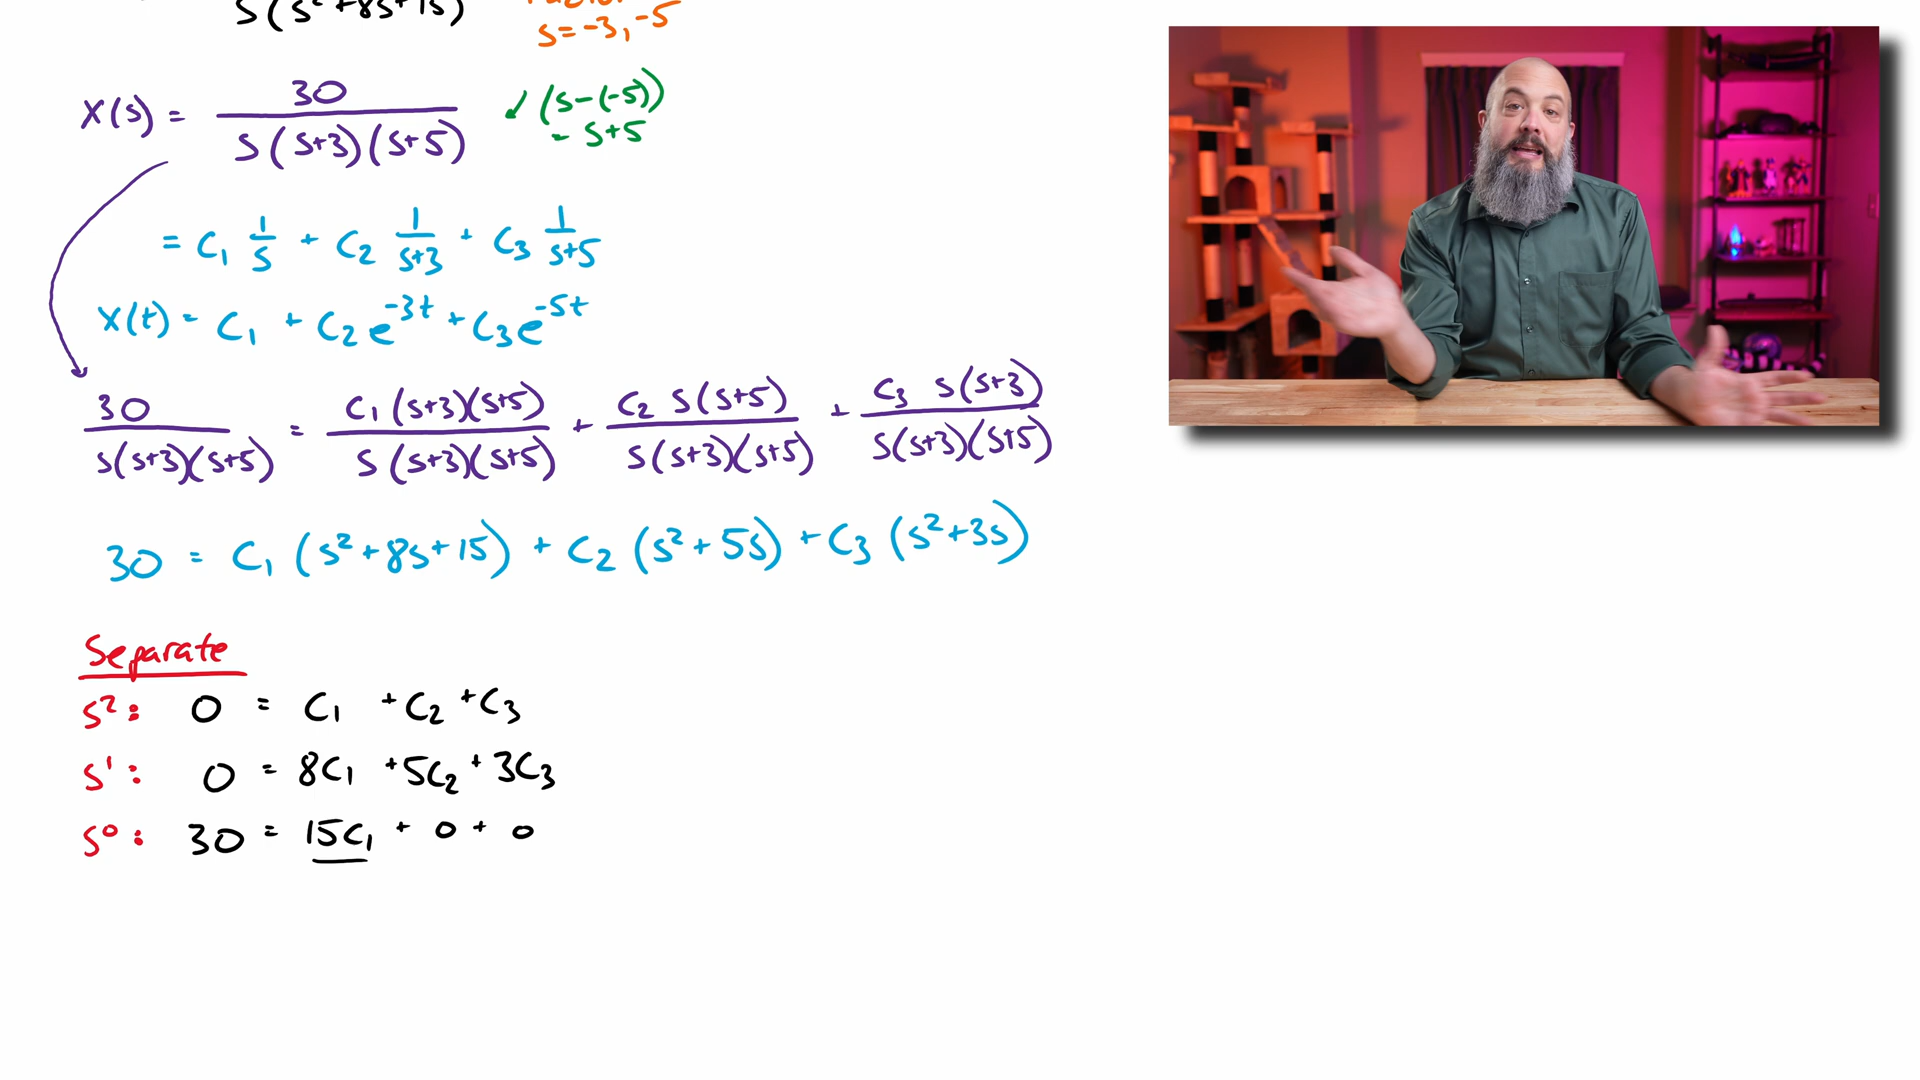 S(s²+8s+15)
s=-3,-5
X(s) = 30 / S(s+3)(s+5)
↙ (s-(-5))
= s+5
= C₁ 1/s + C₂ 1/s+3 + C₃ 1/s+5
X(t) = C₁ + C₂e^-3t + C₃e^-5t
30 / s(s+3)(s+5) = C₁(s+3)(s+5) / S(s+3)(s+5) + C₂ s(s+5) / S(s+3)(s+5) + C₃ s(s+3) / S(s+3)(s+5)
30 = C₁(s²+8s+15) + C₂(s²+5s) + C₃(s²+3s)
Separate
s²: 0 = C₁ + C₂ + C₃
s¹: 0 = 8C₁ + 5C₂ + 3C₃
s⁰: 30 = 15C₁ + 0 + 0